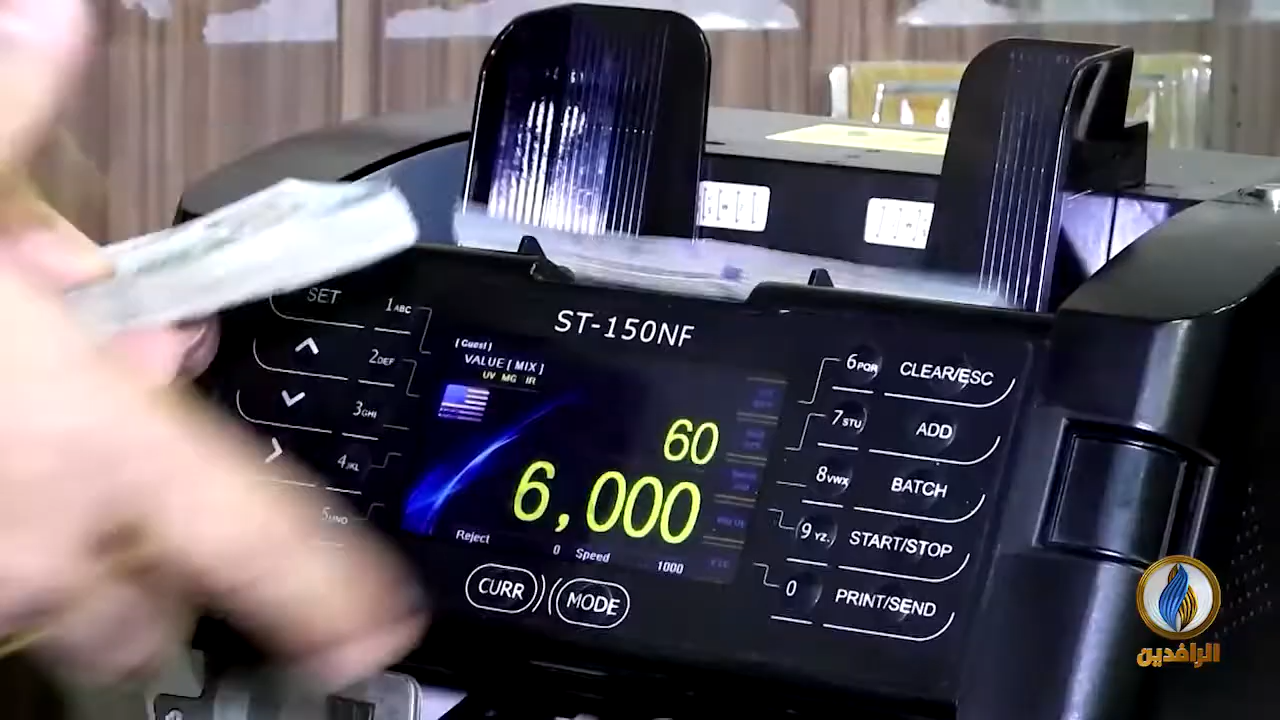 ST-150NF
SET
1ABC
2DEF
3GHI
4JKL
5MNO
[ Guest ]
VALUE [ MIX ]
UV MG IR
60
6,000
Reject 0 Speed 1000
CURR MODE
6PQR CLEAR/ESC
7STU ADD
8VWX BATCH
9YZ. START/STOP
0 PRINT/SEND
الرافدين